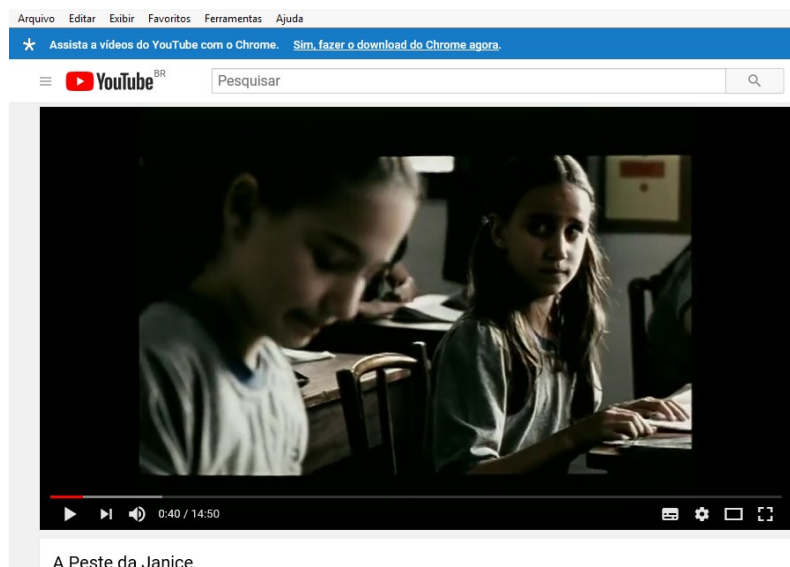 Arquivo Editar Exibir Favoritos Ferramentas Ajuda
Assista a vídeos do YouTube com o Chrome. Sim, fazer o download do Chrome agora.
YouTube BR Pesquisar
0:40 / 14:50
A Peste da Janice